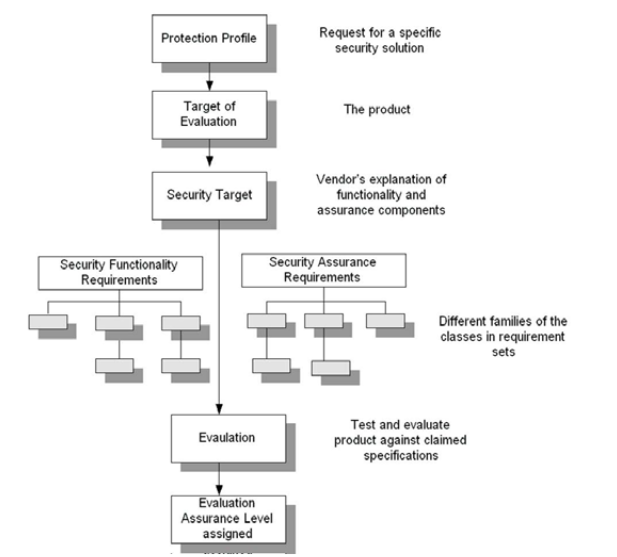 Protection Profile
Request for a specific
security solution
Target of
Evaluation
The product
Security Target
Vendor's explanation of
functionality and
assurance components
Security Functionality
Requirements
Security Assurance
Requirements
Different families of the
classes in requirement
sets
Evaulation
Test and evaluate
product against claimed
specifications
Evaluation
Assurance Level
assigned